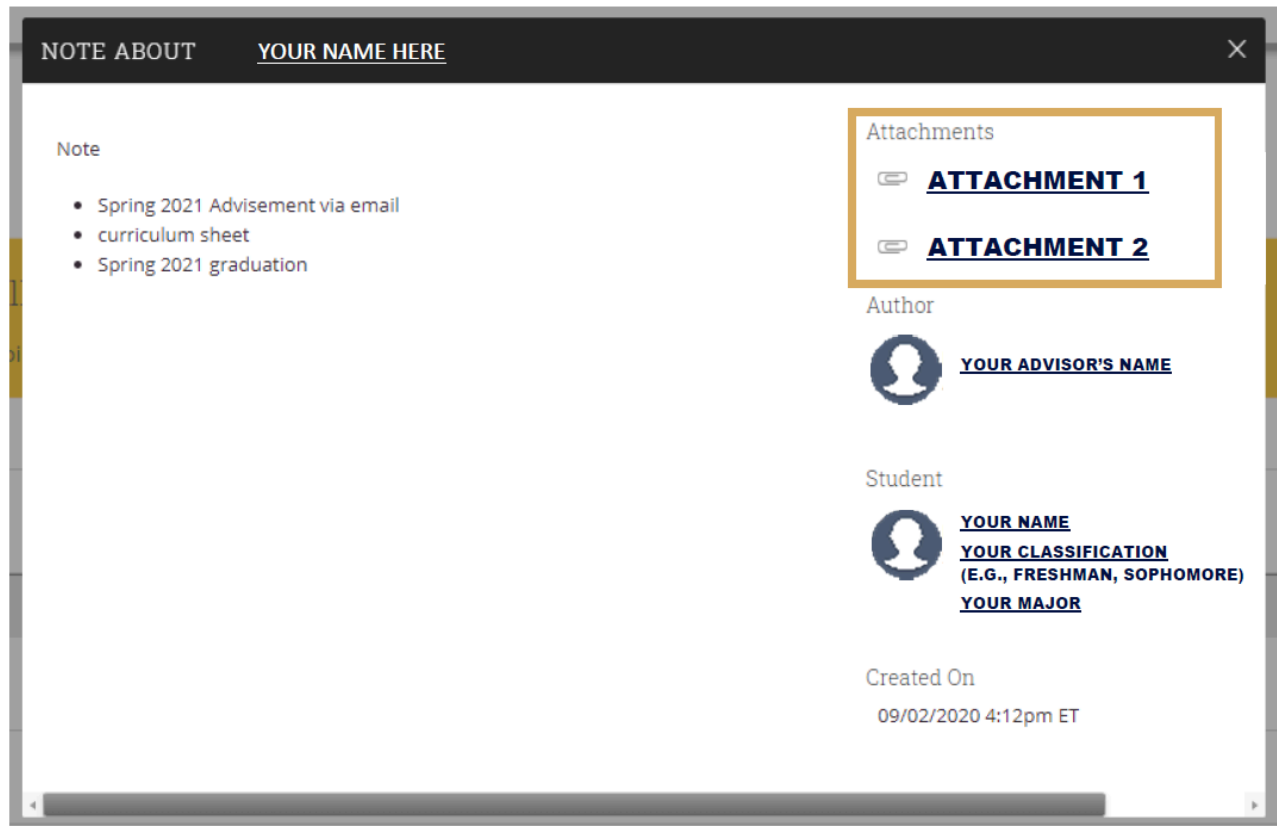 NOTE ABOUT YOUR NAME HERE
Note
• Spring 2021 Advisement via email
• curriculum sheet
• Spring 2021 graduation
Attachments
ATTACHMENT 1
ATTACHMENT 2
Author
YOUR ADVISOR'S NAME
Student
YOUR NAME
YOUR CLASSIFICATION
(E.G., FRESHMAN, SOPHOMORE)
YOUR MAJOR
Created On
09/02/2020 4:12pm ET